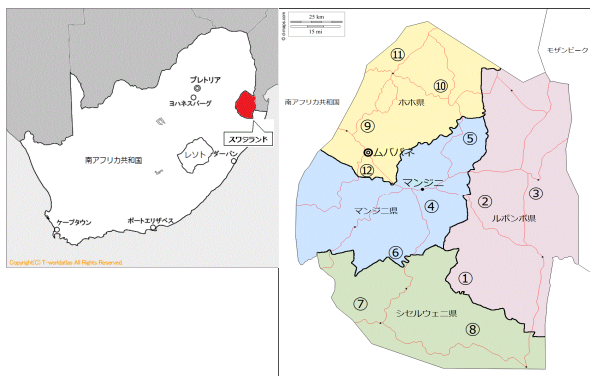 プレトリア
ヨハネスバーグ
スワジランド
南アフリカ共和国
レソト
ダーバン
ケープタウン
ポートエリザベス
Copyright(C) T-worldatlas All Rights Reserved
25 km
15 mi
© d-maps.com
モザンビーク
南アフリカ共和国
⑪
⑩
ホホ県
⑨
⑤
ムババネ
⑫
マンジニ
③
②
④
マンジニ県
ルボンボ県
⑥
①
⑦
シセルウェニ県
⑧